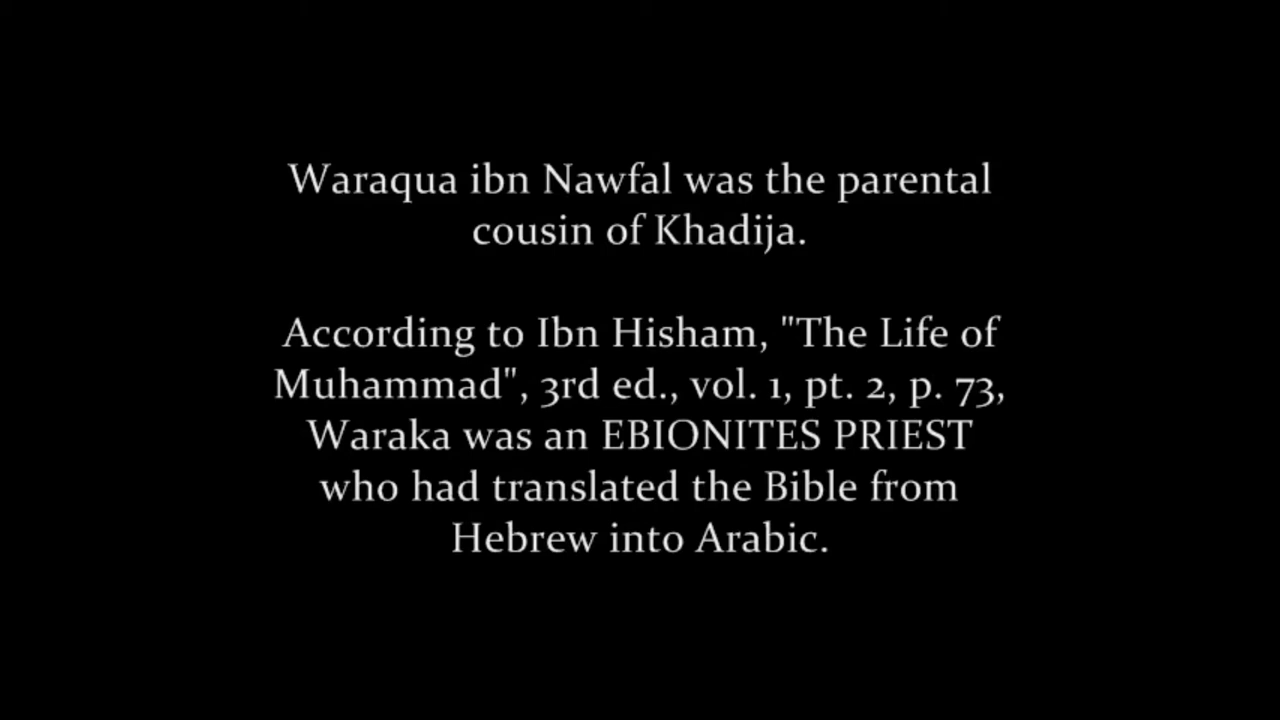 Waraqua ibn Nawfal was the parental
cousin of Khadija.
According to Ibn Hisham, "The Life of
Muhammad", 3rd ed., vol. 1, pt. 2, p. 73,
Waraka was an EBIONITES PRIEST
who had translated the Bible from
Hebrew into Arabic.